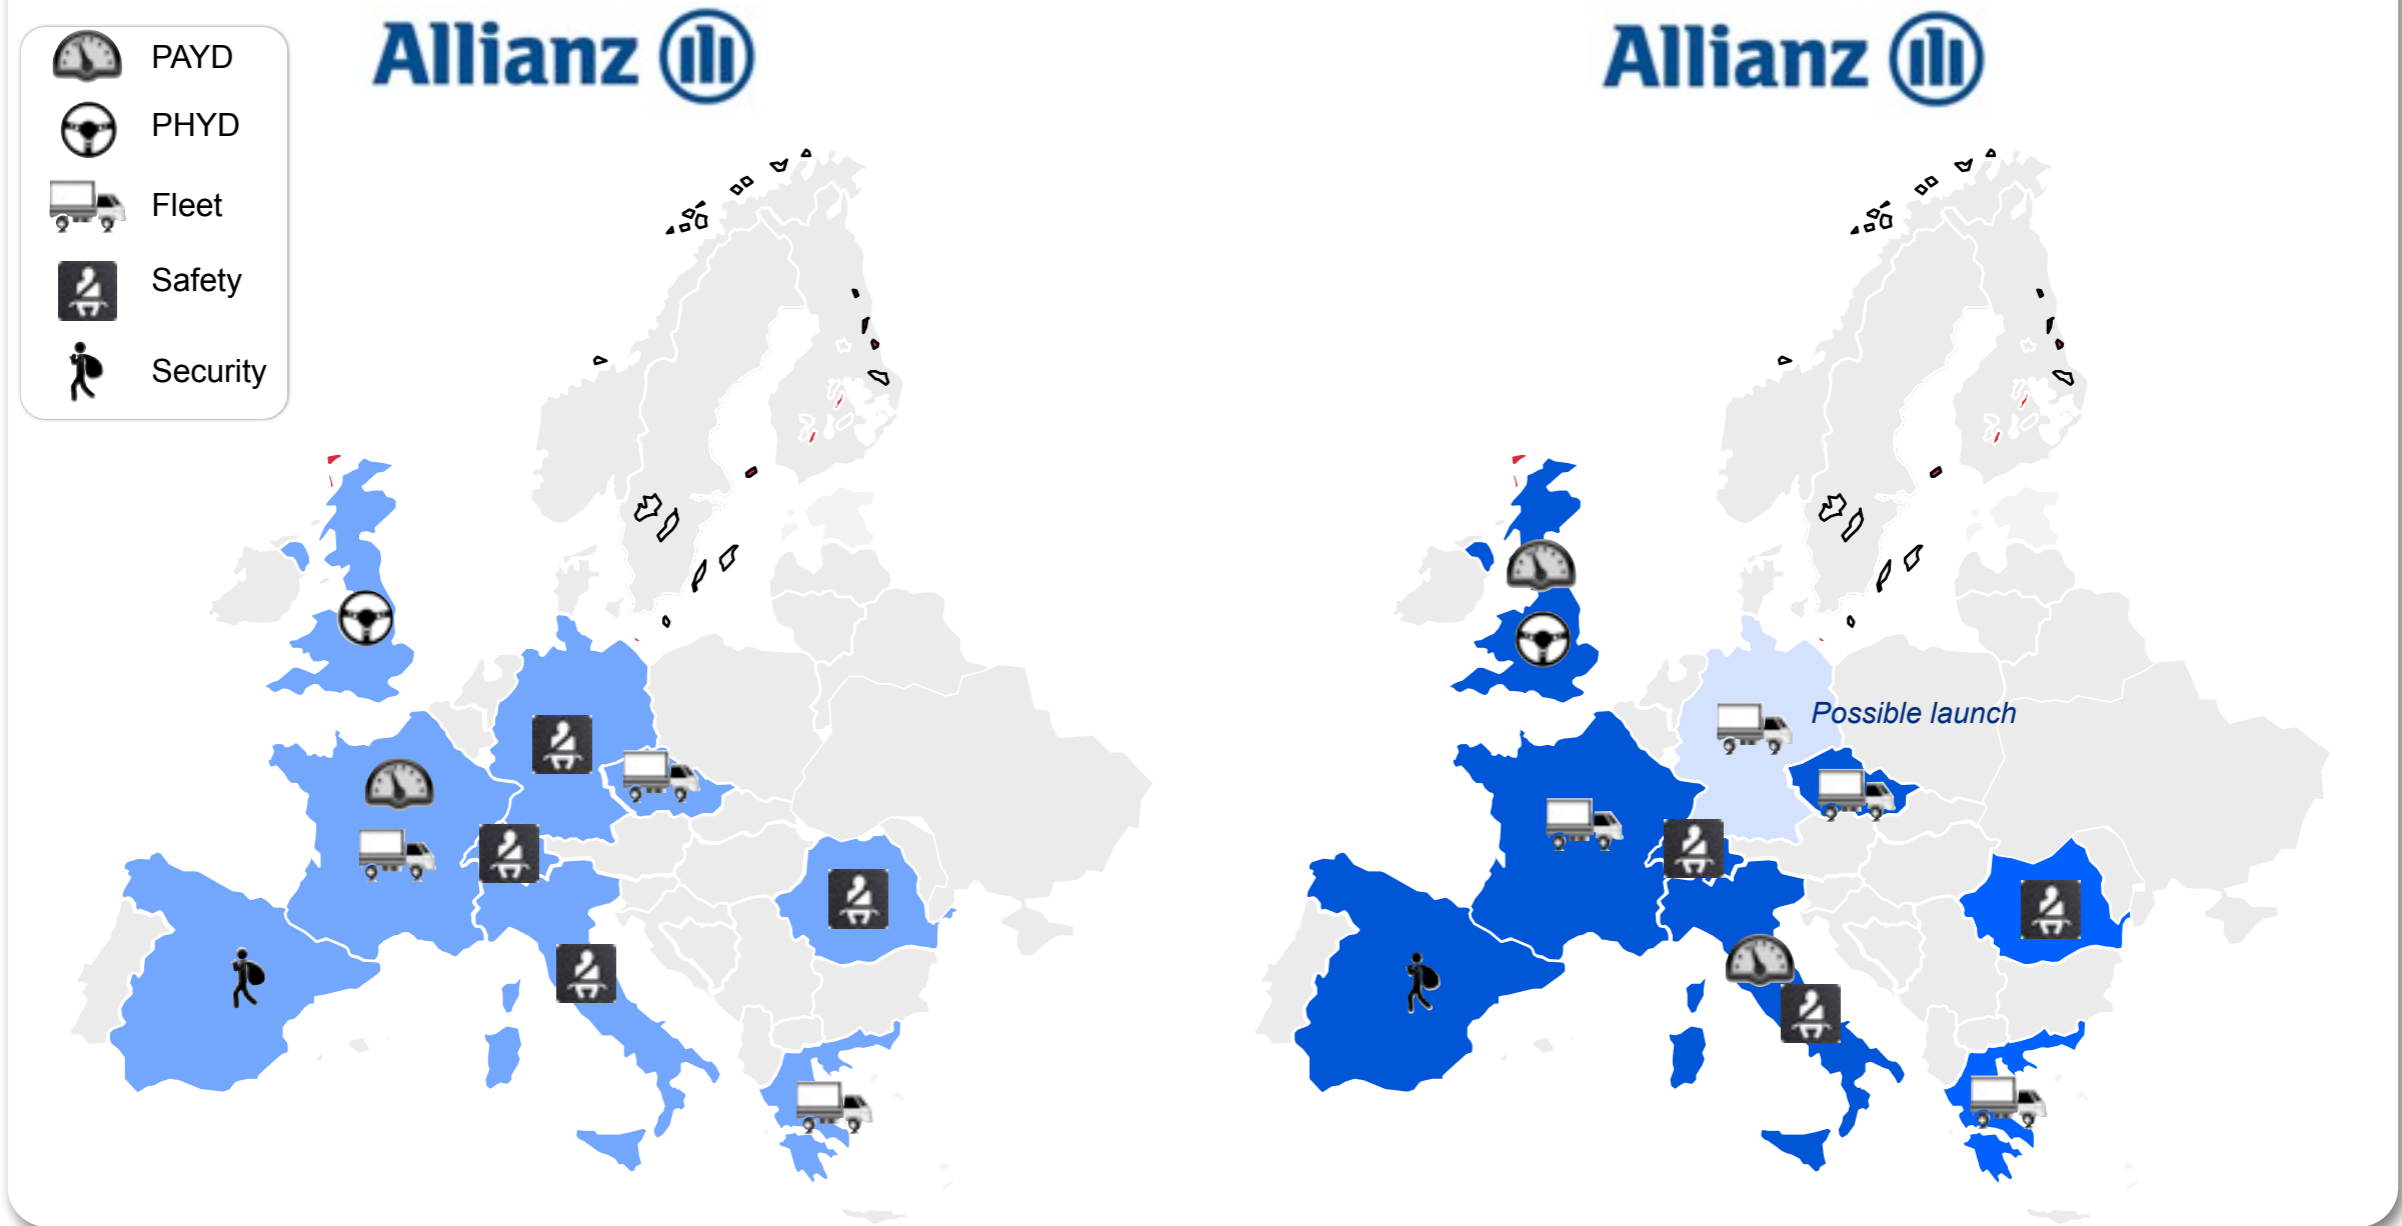 Allianz
Allianz
PAYD
PHYD
Fleet
Safety
Security
Possible launch